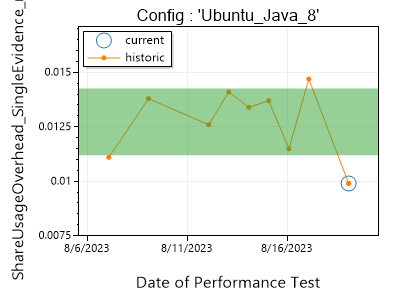 Config : 'Ubuntu_Java_8'
current
historic
ShareUsageOverhead_SingleEvidence_
0.015
0.0125
0.01
0.0075
8/6/2023
8/11/2023
8/16/2023
Date of Performance Test